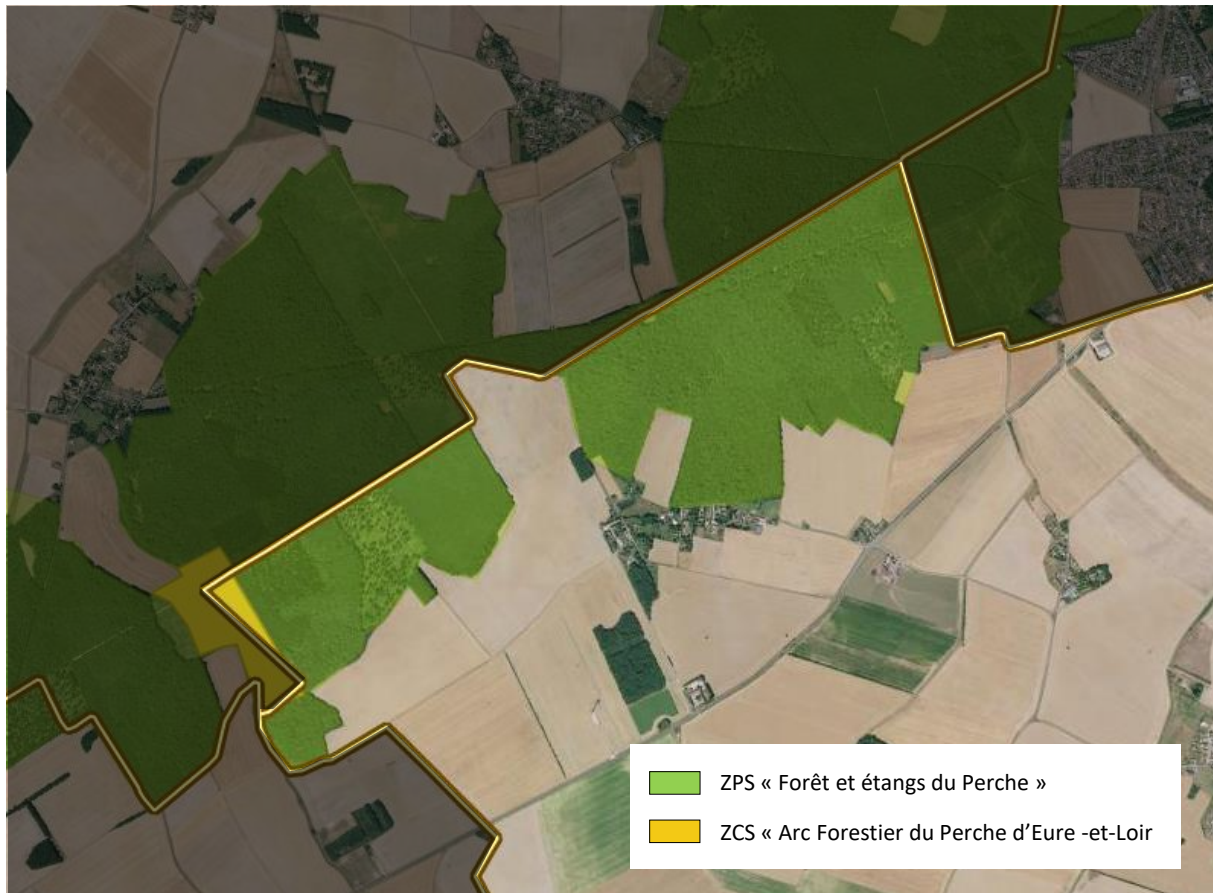 ZPS « Forêt et étangs du Perche »
ZCS « Arc Forestier du Perche d’Eure -et-Loir